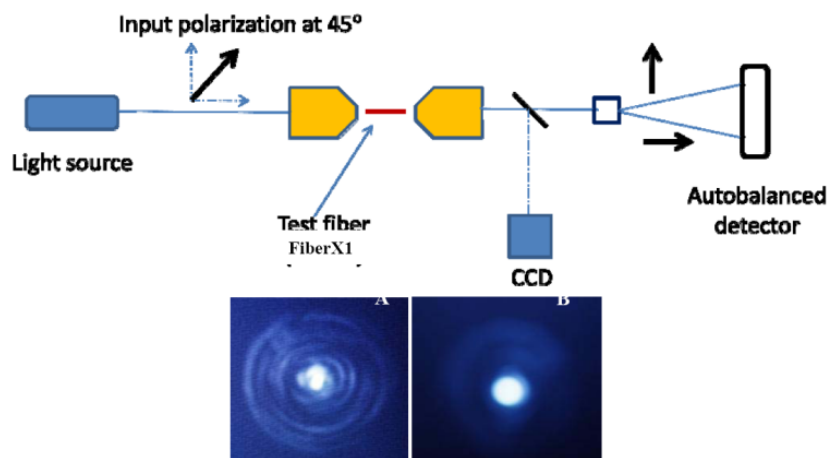 Input polarization at 45°
Light source
Test fiber
FiberX1
CCD
Autobalanced
detector
A
B